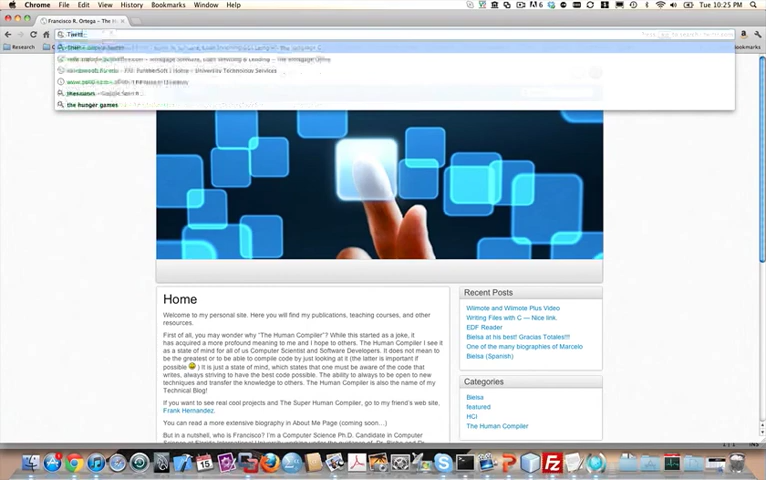 Chrome File Edit View History Bookmarks Window Help
6
Tue 10:25 PM
Francisco R. Ortega – The H
Research
ookmarks
University Technology Services
the hunger games
Home
Welcome to my personal site. Here you will find my publications, teaching courses, and other
resources.
First of all, you may wonder why "The Human Compiler"? While this started as a joke, it
has acquired a more profound meaning to me and I hope to others. The Human Compiler I see it
as a state of mind for all of us Computer Scientist and Software Developers. It does not mean to
be the greatest or to be able to compile code by just looking at it (the latter is important if
possible ) It is just a state of mind, which states that one must be aware of the code that
writes, always striving to have the best code possible. The ability to always to be open to new
techniques and transfer the knowledge to others. The Human Compiler is also the name of my
Technical Blog!
If you want to see real cool projects and The Super Human Compiler, go to my friend's web site,
Frank Hernandez.
You can read a more extensive biography in About Me Page (coming soon...)
But in a nutshell, who is Francisco? I'm a Computer Science Ph.D. Candidate in Computer
Recent Posts
Wiimote and Wiimote Plus Video
Writing Files with C — Nice link.
EDF Reader
Bielsa at his best! Gracias Totales!!!
One of the many biographies of Marcelo
Bielsa (Spanish)
Categories
Bielsa
featured
HCI
The Human Compiler
15